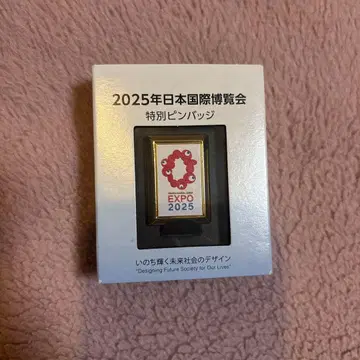 2025年日本国際博覧会
特別ピンバッジ
EXPO
2025
いのち輝く未来社会のデザイン
"Designing Future Society for Our Lives"